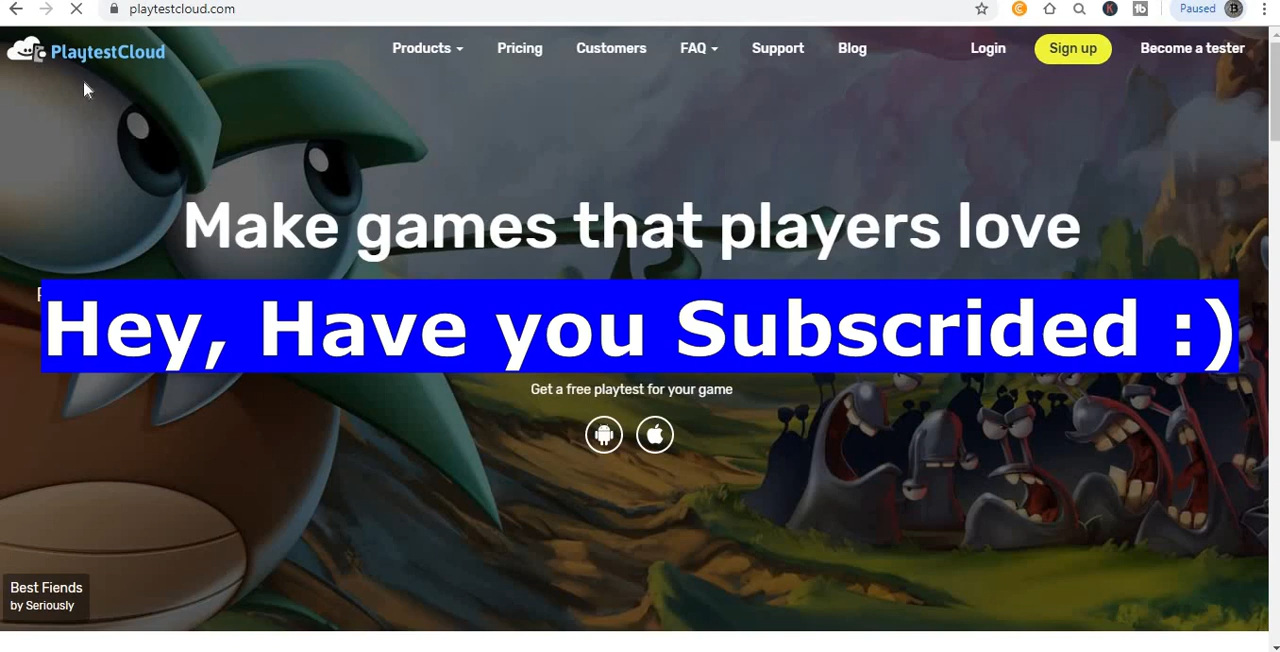 playtestcloud.com
Paused
PlaytestCloud
Products
Pricing
Customers
FAQ
Support
Blog
Login
Sign up
Become a tester
Make games that players love
Hey, Have you Subscrided :)
Get a free playtest for your game
Best Fiends
by Seriously